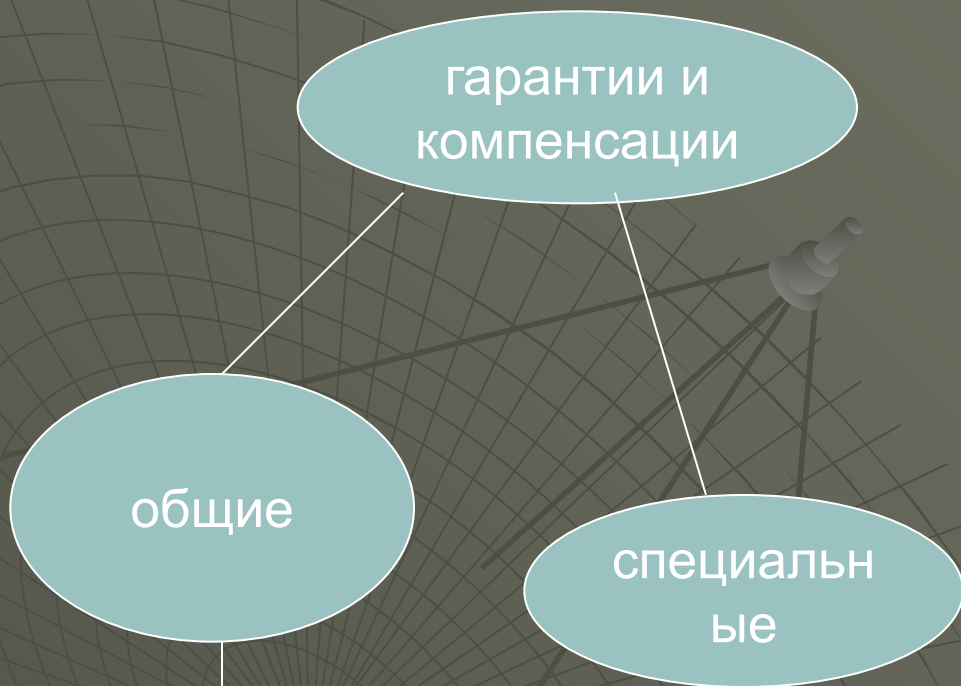 гарантии и
компенсации
общие
специальн
ые